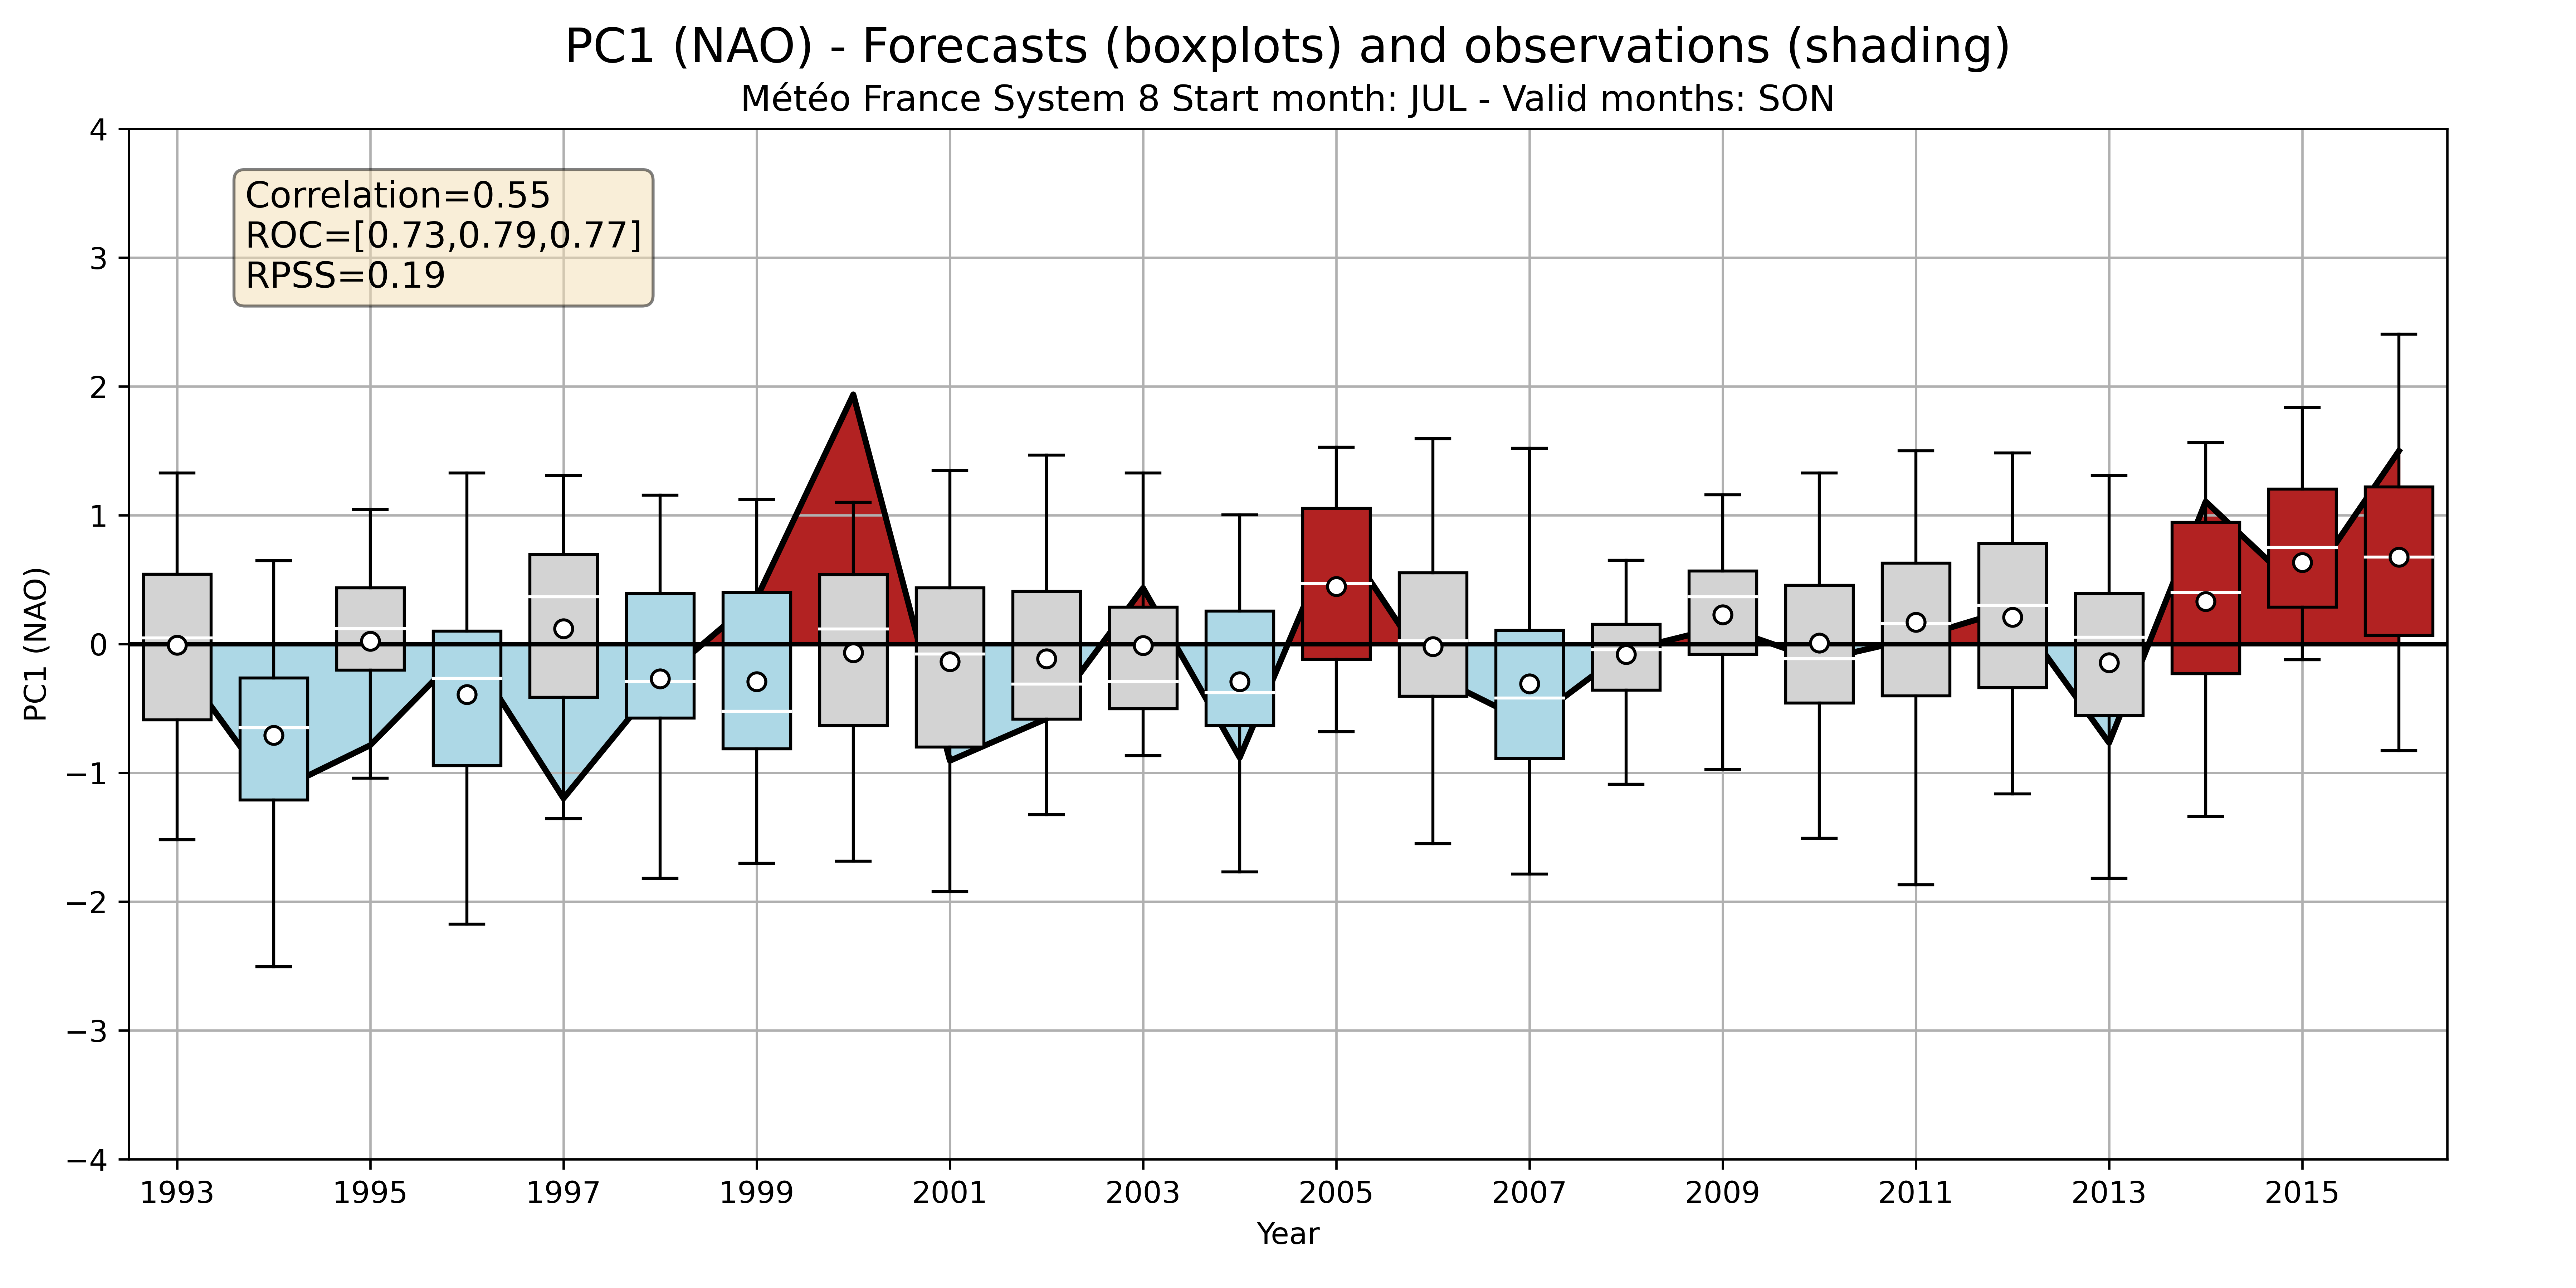 PC1 (NAO) - Forecasts (boxplots) and observations (shading)
Météo France System 8 Start month: JUL - Valid months: SON
Correlation=0.55
ROC=[0.73,0.79,0.77]
RPSS=0.19
4
3
2
1
0
−1
−2
−3
−4
PC1 (NAO)
1993 1995 1997 1999 2001 2003 2005 2007 2009 2011 2013 2015
Year